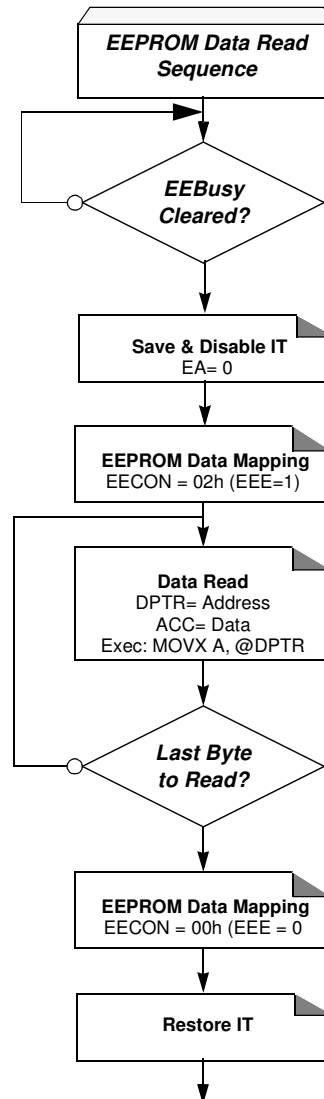 EEPROM Data Read
Sequence
EEBusy
Cleared?
Save & Disable IT
EA= 0
EEPROM Data Mapping
EECON = 02h (EEE=1)
Data Read
DPTR= Address
ACC= Data
Exec: MOVX A, @DPTR
Last Byte
to Read?
EEPROM Data Mapping
EECON = 00h (EEE = 0
Restore IT